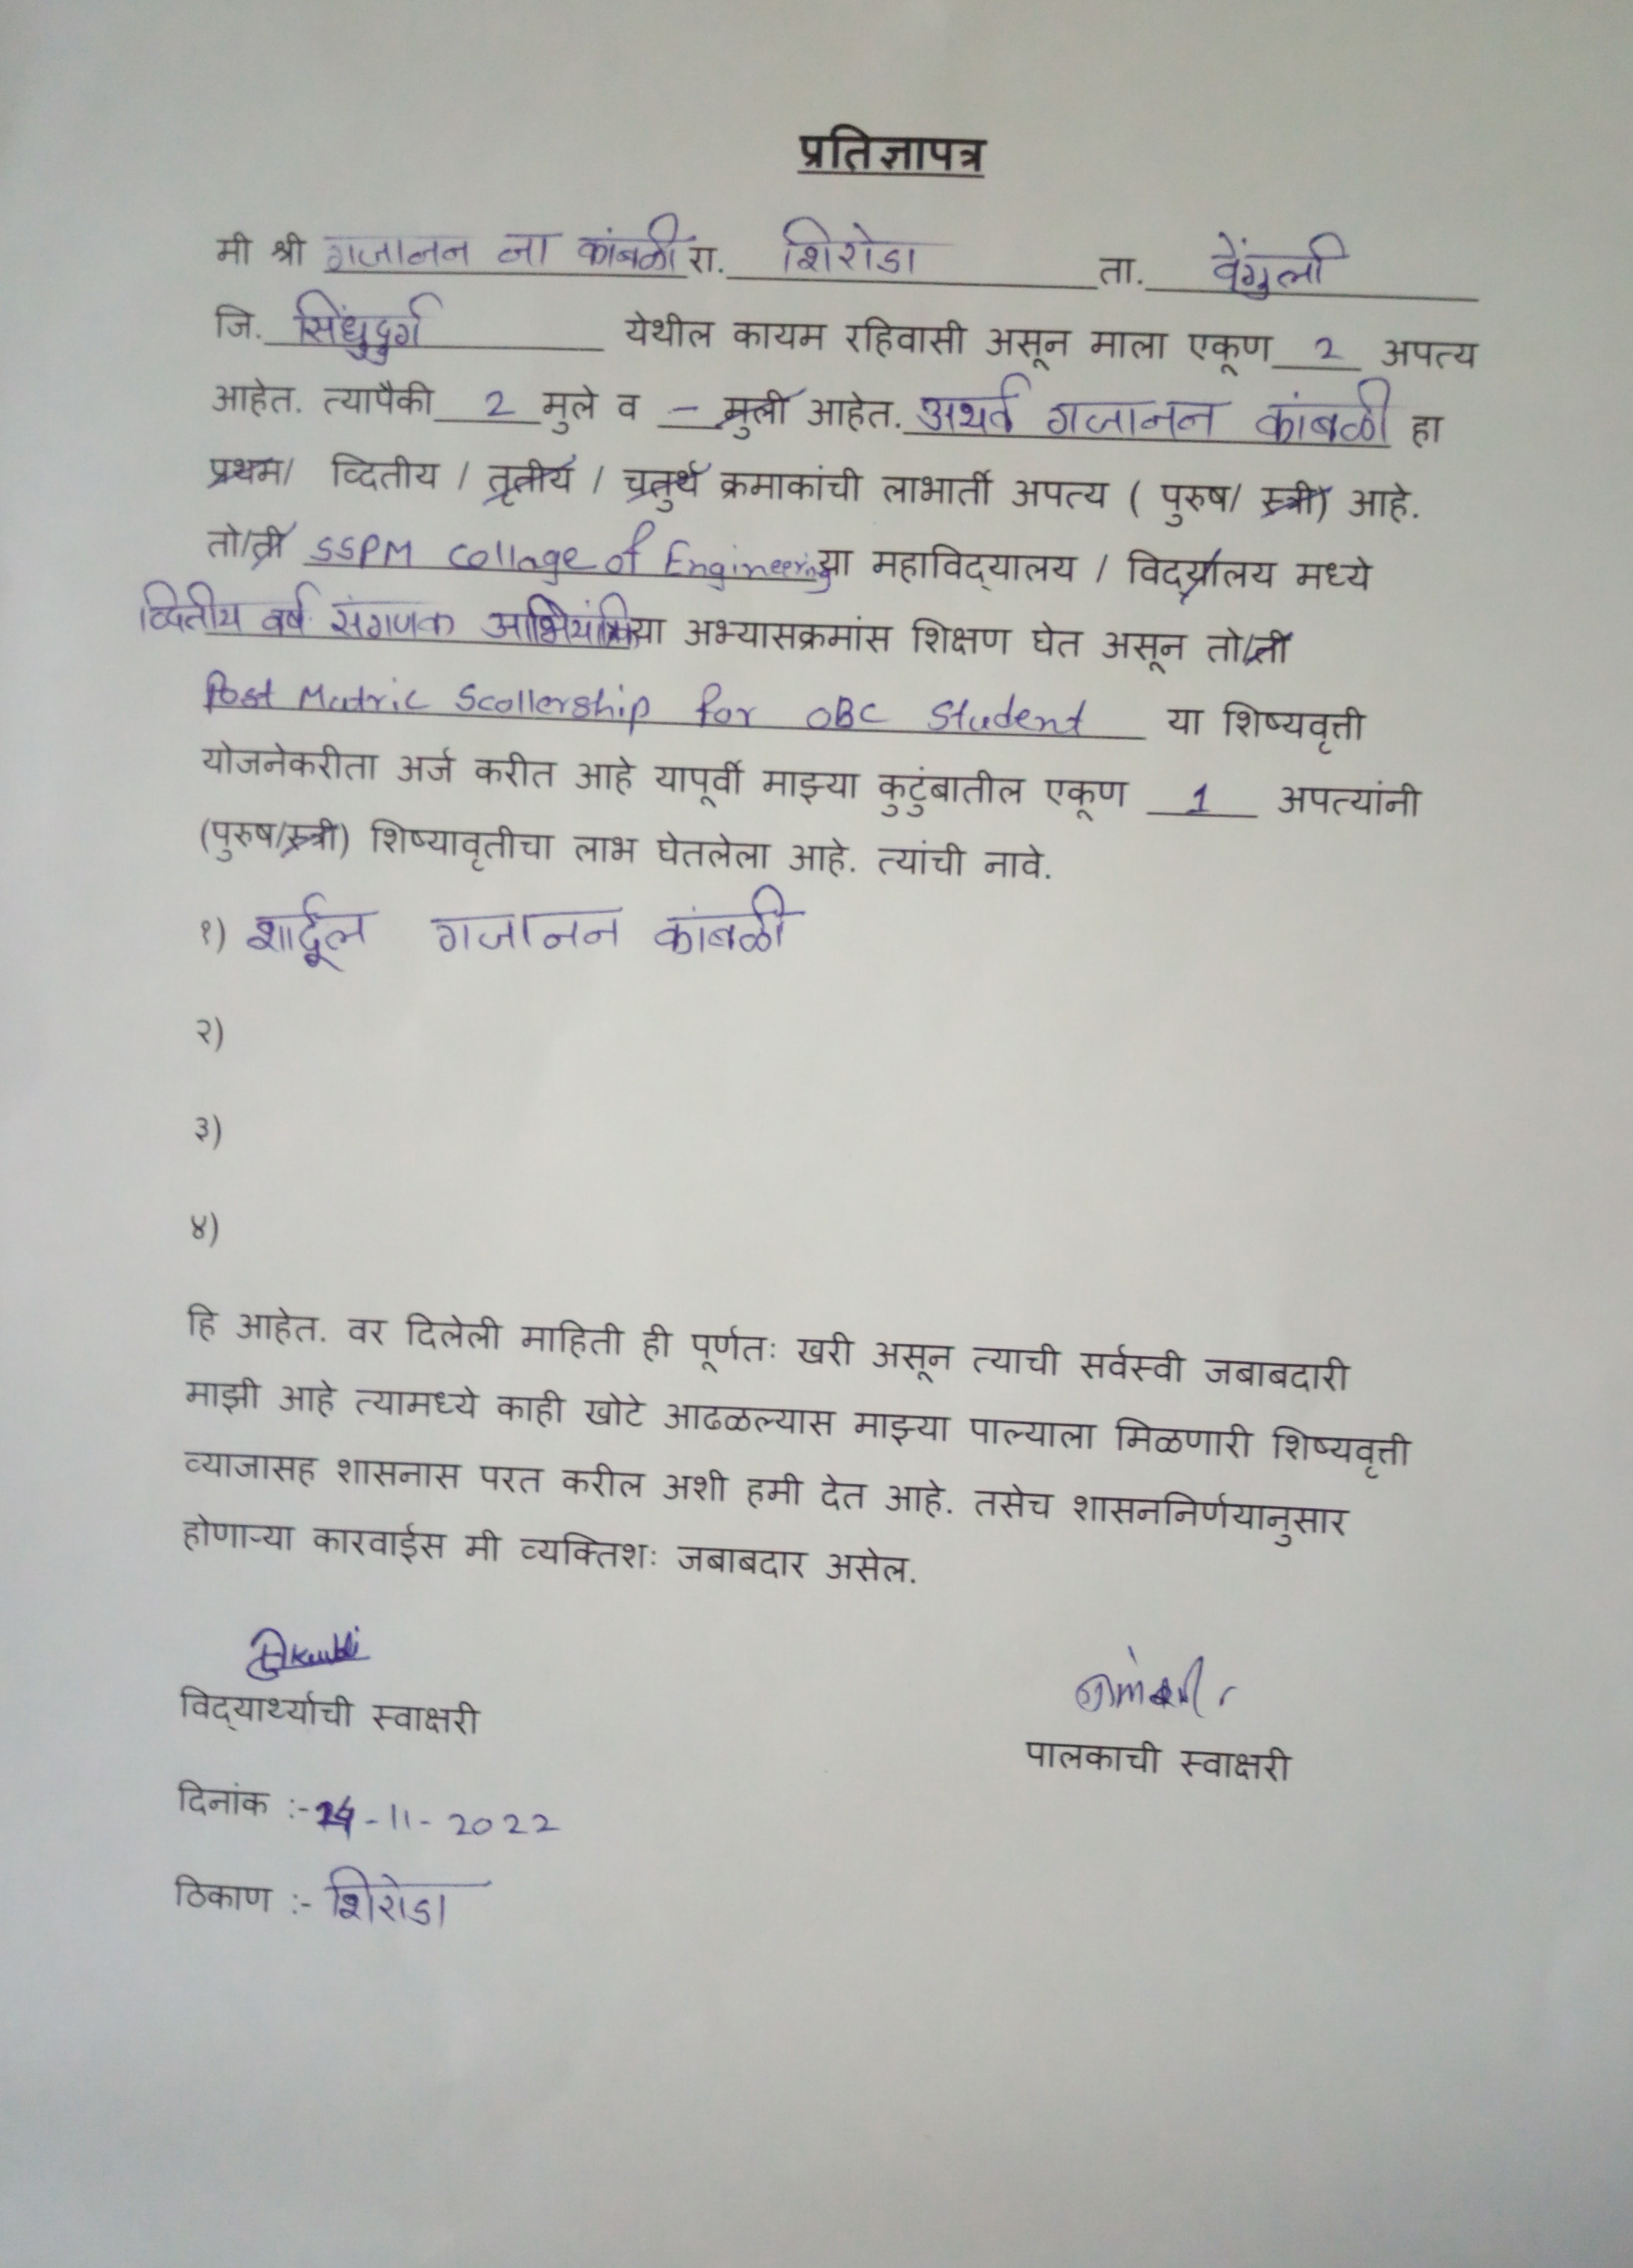 प्रतिज्ञापत्र
मी श्री गजानन ना कांबळी रा. शिरोडा ता. वेंगुर्ला
जि. सिंधुदुर्ग येथील कायम रहिवासी असून माला एकूण 2 अपत्य
आहेत. त्यापैकी 2 मुले व – मुली आहेत. अथर्व गजानन कांबळी हा
प्रथम/ व्दितीय / तृतीय / चतुर्थ क्रमाकांची लाभार्ती अपत्य ( पुरुष/ स्त्री) आहे.
तो/ती SSPM Collage of Engineering या महाविद्यालय / विद्यालय मध्ये
व्दितीय वर्ष संगणक अभियांत्रिकी या अभ्यासक्रमांस शिक्षण घेत असून तो/ती
Post Matric Scollership for OBC Student या शिष्यवृत्ती
योजनेकरीता अर्ज करीत आहे यापूर्वी माझ्या कुटुंबातील एकूण 1 अपत्यांनी
(पुरुष/स्त्री) शिष्यावृतीचा लाभ घेतलेला आहे. त्यांची नावे.
१) शार्दूल गजानन कांबळी
२)
३)
४)
हि आहेत. वर दिलेली माहिती ही पूर्णतः खरी असून त्याची सर्वस्वी जबाबदारी
माझी आहे त्यामध्ये काही खोटे आढळल्यास माझ्या पाल्याला मिळणारी शिष्यवृत्ती
व्याजासह शासनास परत करील अशी हमी देत आहे. तसेच शासननिर्णयानुसार
होणाऱ्या कारवाईस मी व्यक्तिशः जबाबदार असेल.
विद्यार्थ्याची स्वाक्षरी
पालकाची स्वाक्षरी
दिनांक :- -11-2022
ठिकाण :- शिरोडा